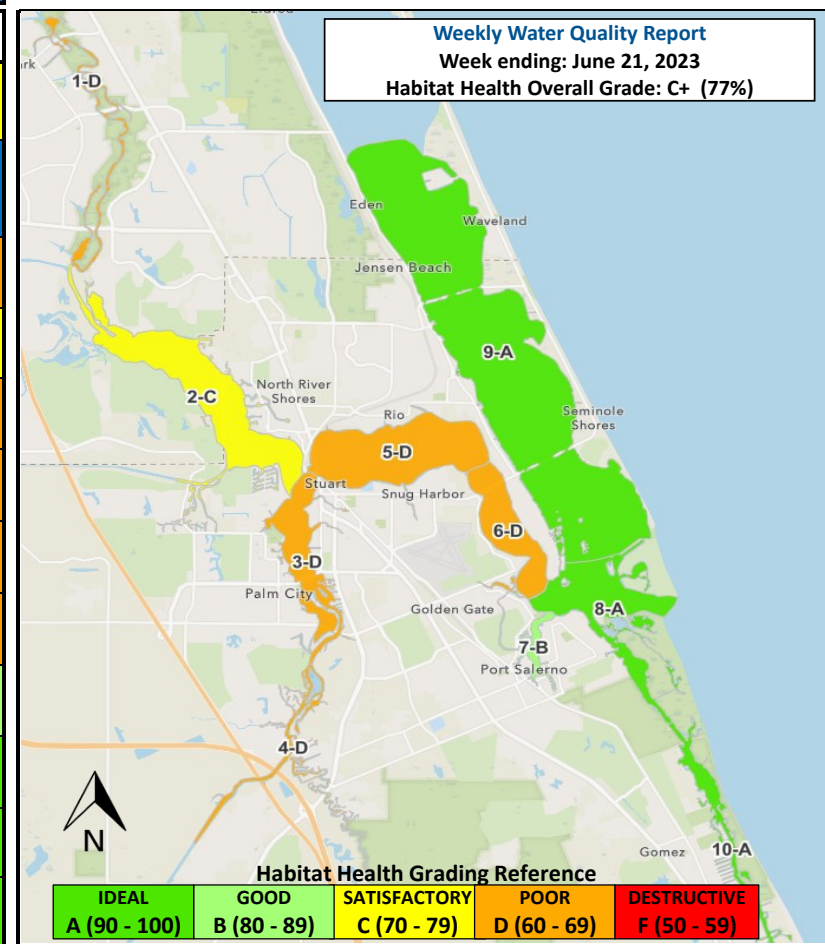 Weekly Water Quality Report
Week ending: June 21, 2023
Habitat Health Overall Grade: C+ (77%)
1-D
Eden
Waveland
Jensen Beach
9-A
2-C
North River
Shores
Rio
Seminole
Shores
5-D
Stuart
Snug Harbor
6-D
3-D
Palm City
Golden Gate
8-A
7-B
Port Salerno
4-D
N
Gomez
10-A
Habitat Health Grading Reference
IDEAL GOOD SATISFACTORY POOR DESTRUCTIVE
A (90 - 100) B (80 - 89) C (70 - 79) D (60 - 69) F (50 - 59)